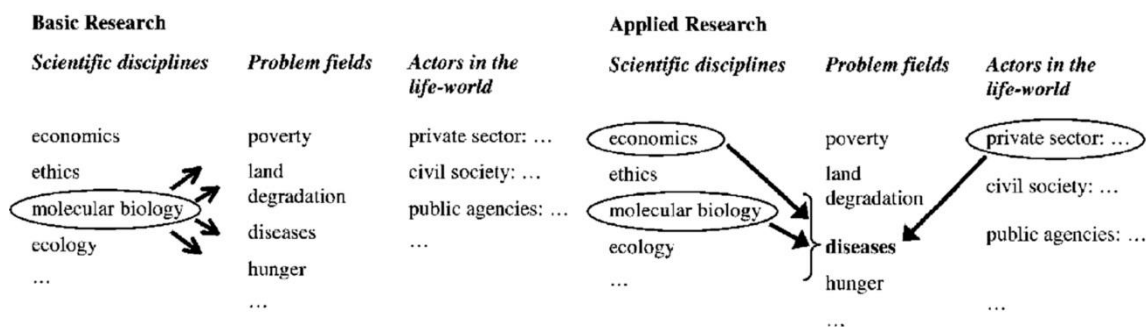 Basic Research
Scientific disciplines
Problem fields
Actors in the
life-world
economics
poverty
private sector: ...
ethics
land
degradation
civil society: ...
molecular biology
public agencies: ...
diseases
ecology
...
hunger
...
...
Applied Research
Scientific disciplines
Problem fields
Actors in the
life-world
economics
poverty
private sector: ...
ethics
land
degradation
civil society: ...
molecular biology
public agencies: ...
ecology
diseases
...
hunger
...
...